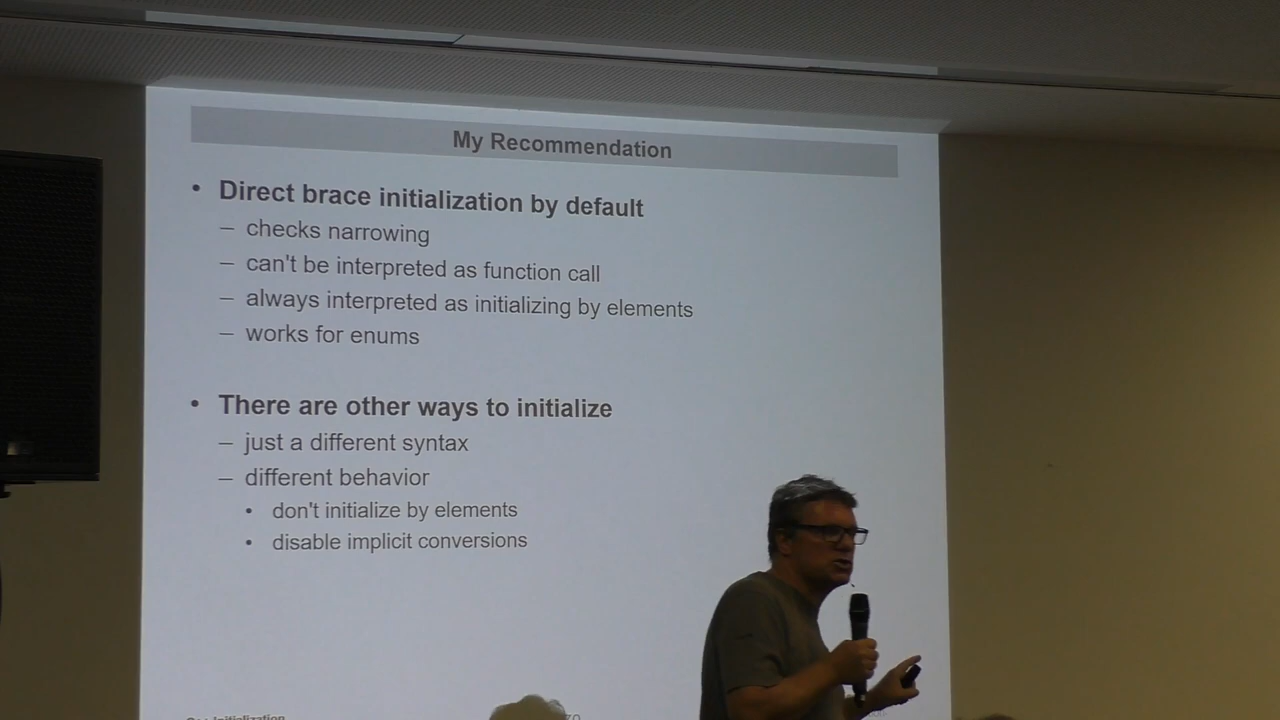 My Recommendation
• Direct brace initialization by default
– checks narrowing
– can't be interpreted as function call
– always interpreted as initializing by elements
– works for enums
• There are other ways to initialize
– just a different syntax
– different behavior
• don't initialize by elements
• disable implicit conversions
Initialization